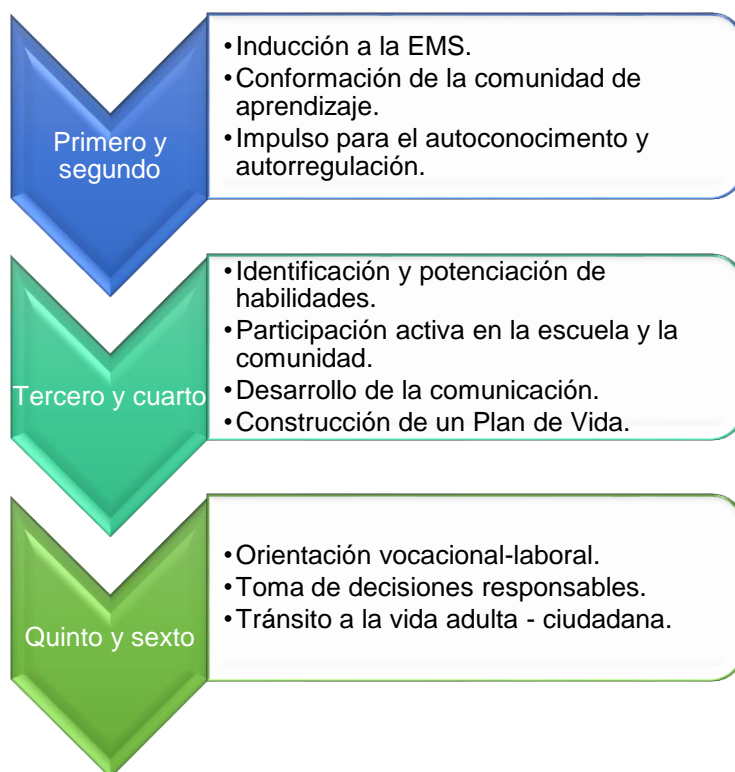 Primero y
segundo
•Inducción a la EMS.
•Conformación de la comunidad de
aprendizaje.
•Impulso para el autoconocimiento y
autorregulación.
Tercero y cuarto
•Identificación y potenciación de
habilidades.
•Participación activa en la escuela y la
comunidad.
•Desarrollo de la comunicación.
•Construcción de un Plan de Vida.
Quinto y sexto
•Orientación vocacional-laboral.
•Toma de decisiones responsables.
•Tránsito a la vida adulta - ciudadana.